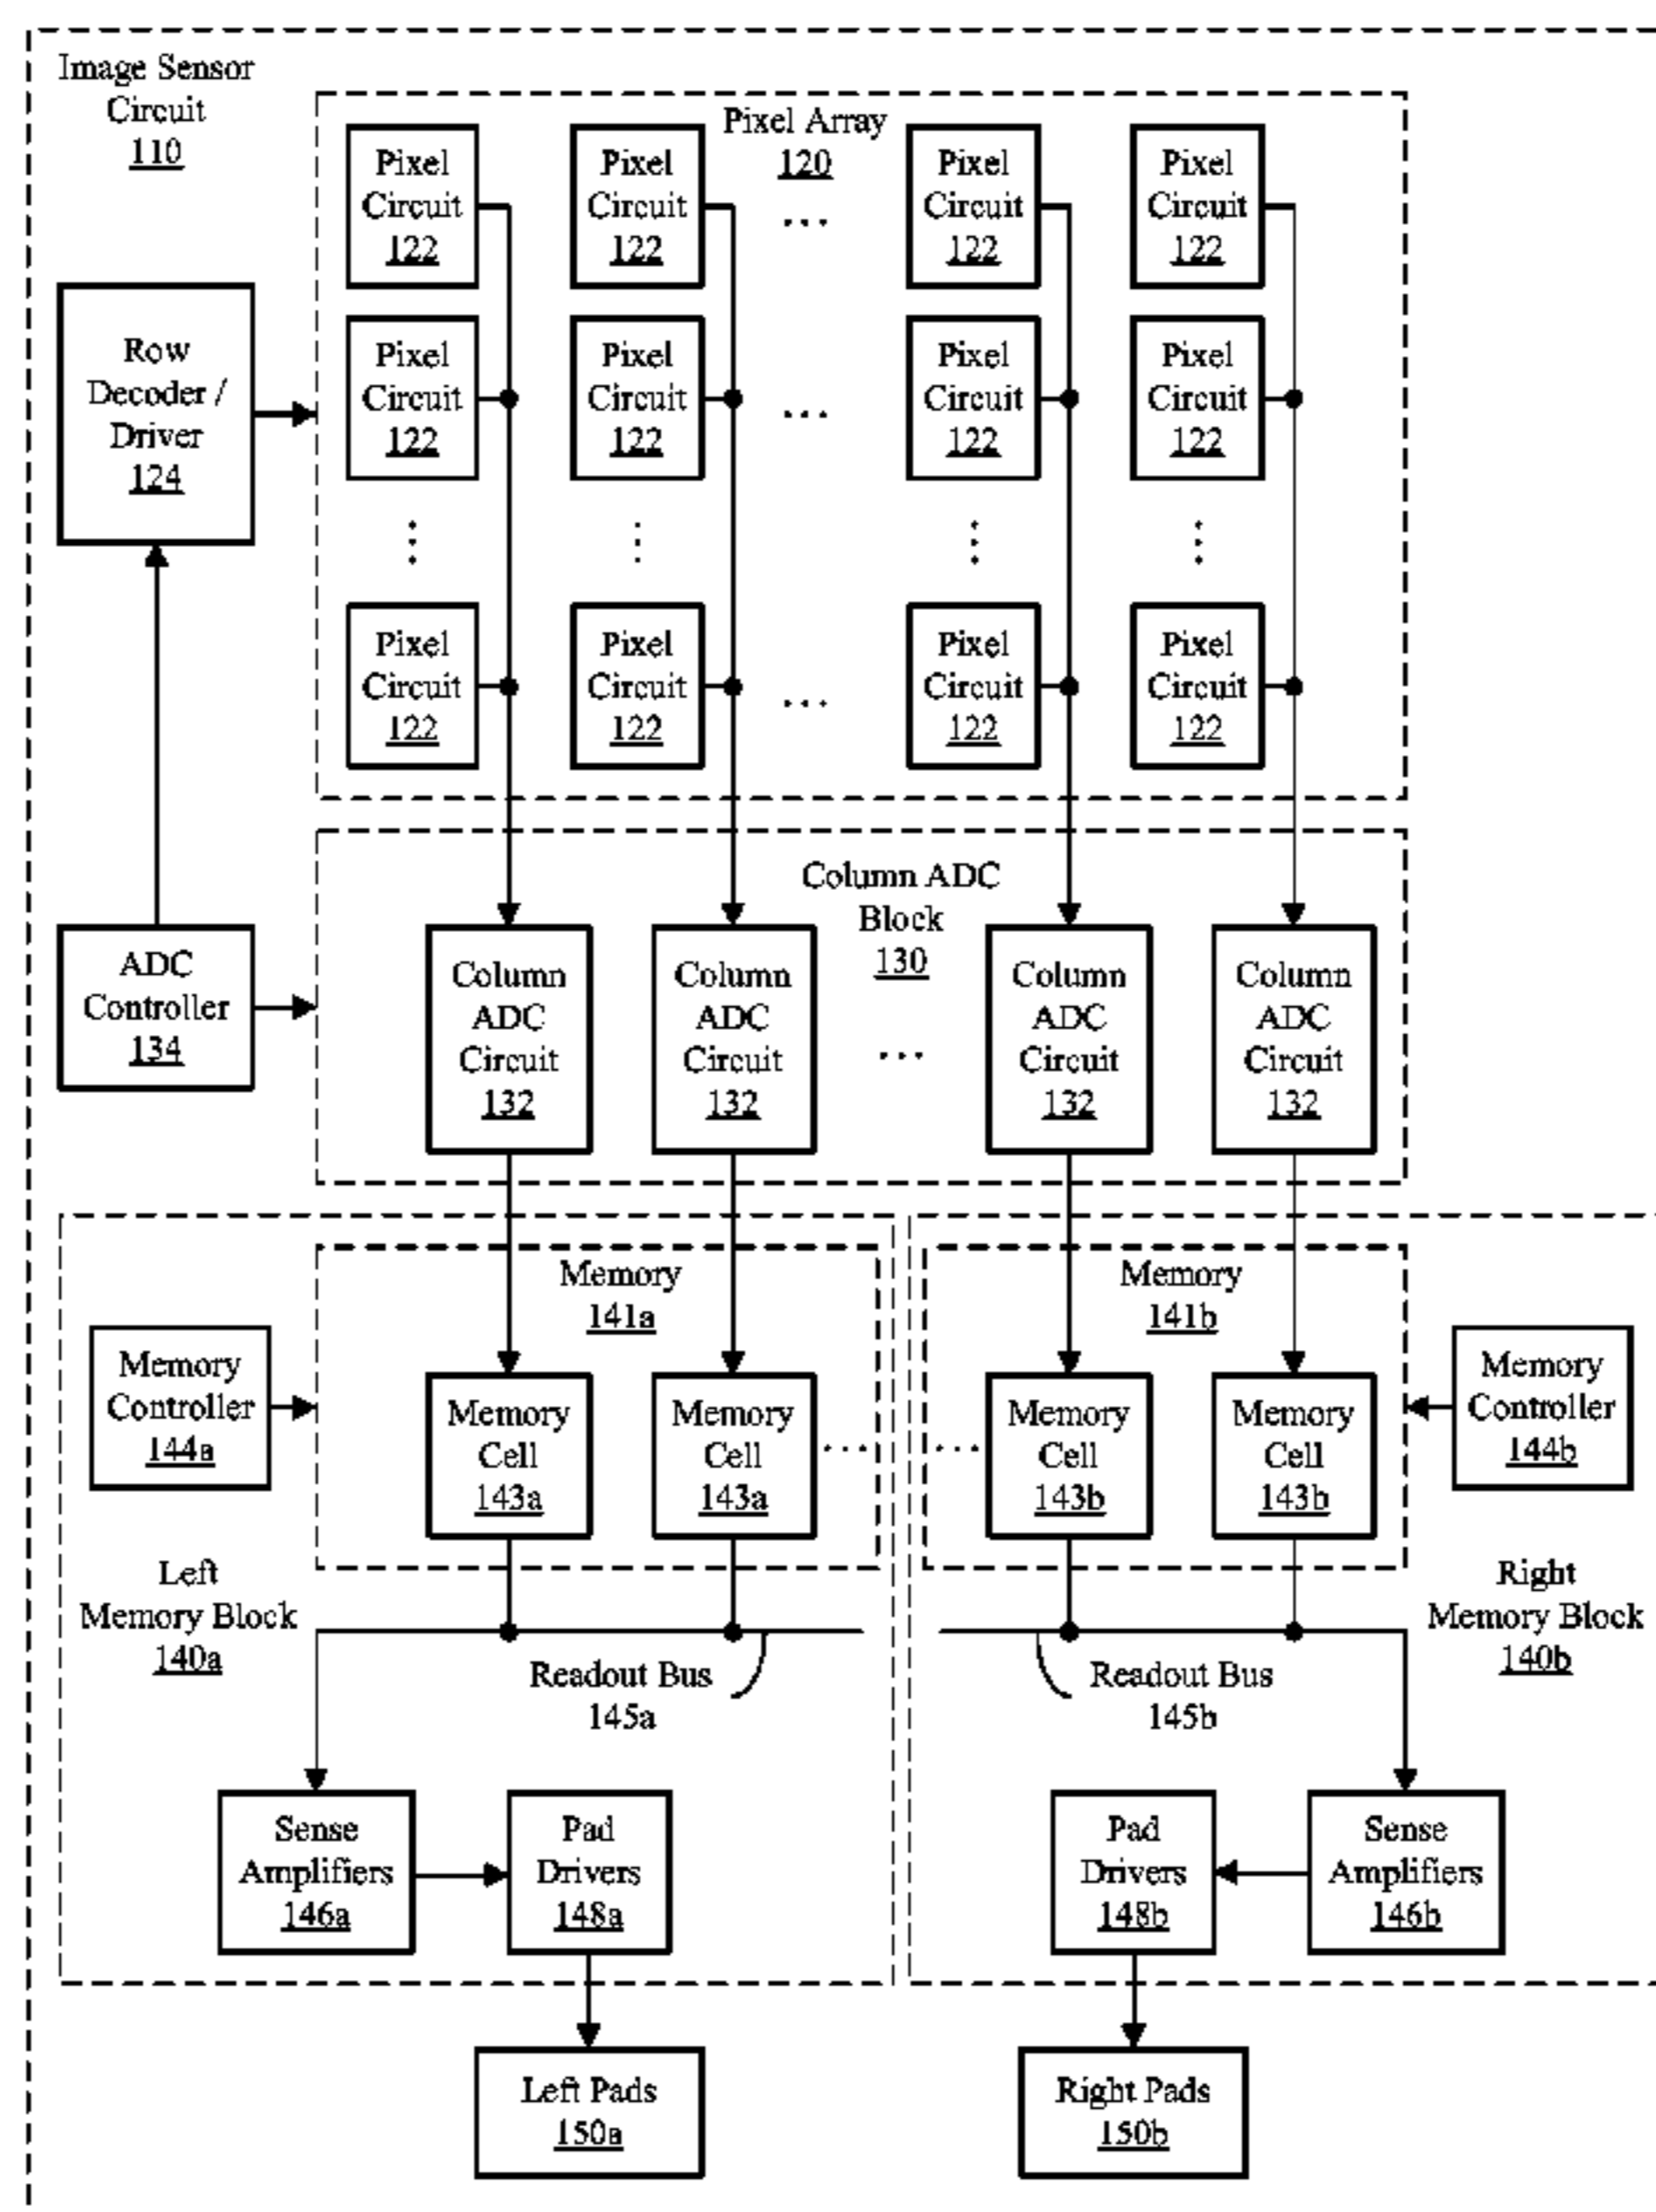 Image Sensor
Circuit
110
Pixel Array
120
Pixel
Circuit
122
Pixel
Circuit
122
...
Pixel
Circuit
122
Pixel
Circuit
122
Row
Decoder /
Driver
124
Pixel
Circuit
122
Pixel
Circuit
122
...
Pixel
Circuit
122
Pixel
Circuit
122
Pixel
Circuit
122
Pixel
Circuit
122
...
Pixel
Circuit
122
Pixel
Circuit
122
Column ADC
Block
130
ADC
Controller
134
Column
ADC
Circuit
132
Column
ADC
Circuit
132
...
Column
ADC
Circuit
132
Column
ADC
Circuit
132
Memory
141a
Memory
141b
Memory
Controller
144a
Memory
Cell
143a
Memory
Cell
143a
...
...
Memory
Cell
143b
Memory
Cell
143b
Memory
Controller
144b
Left
Memory Block
140a
Right
Memory Block
140b
Readout Bus
145a
Readout Bus
145b
Sense
Amplifiers
146a
Pad
Drivers
148a
Pad
Drivers
148b
Sense
Amplifiers
146b
Left Pads
150a
Right Pads
150b